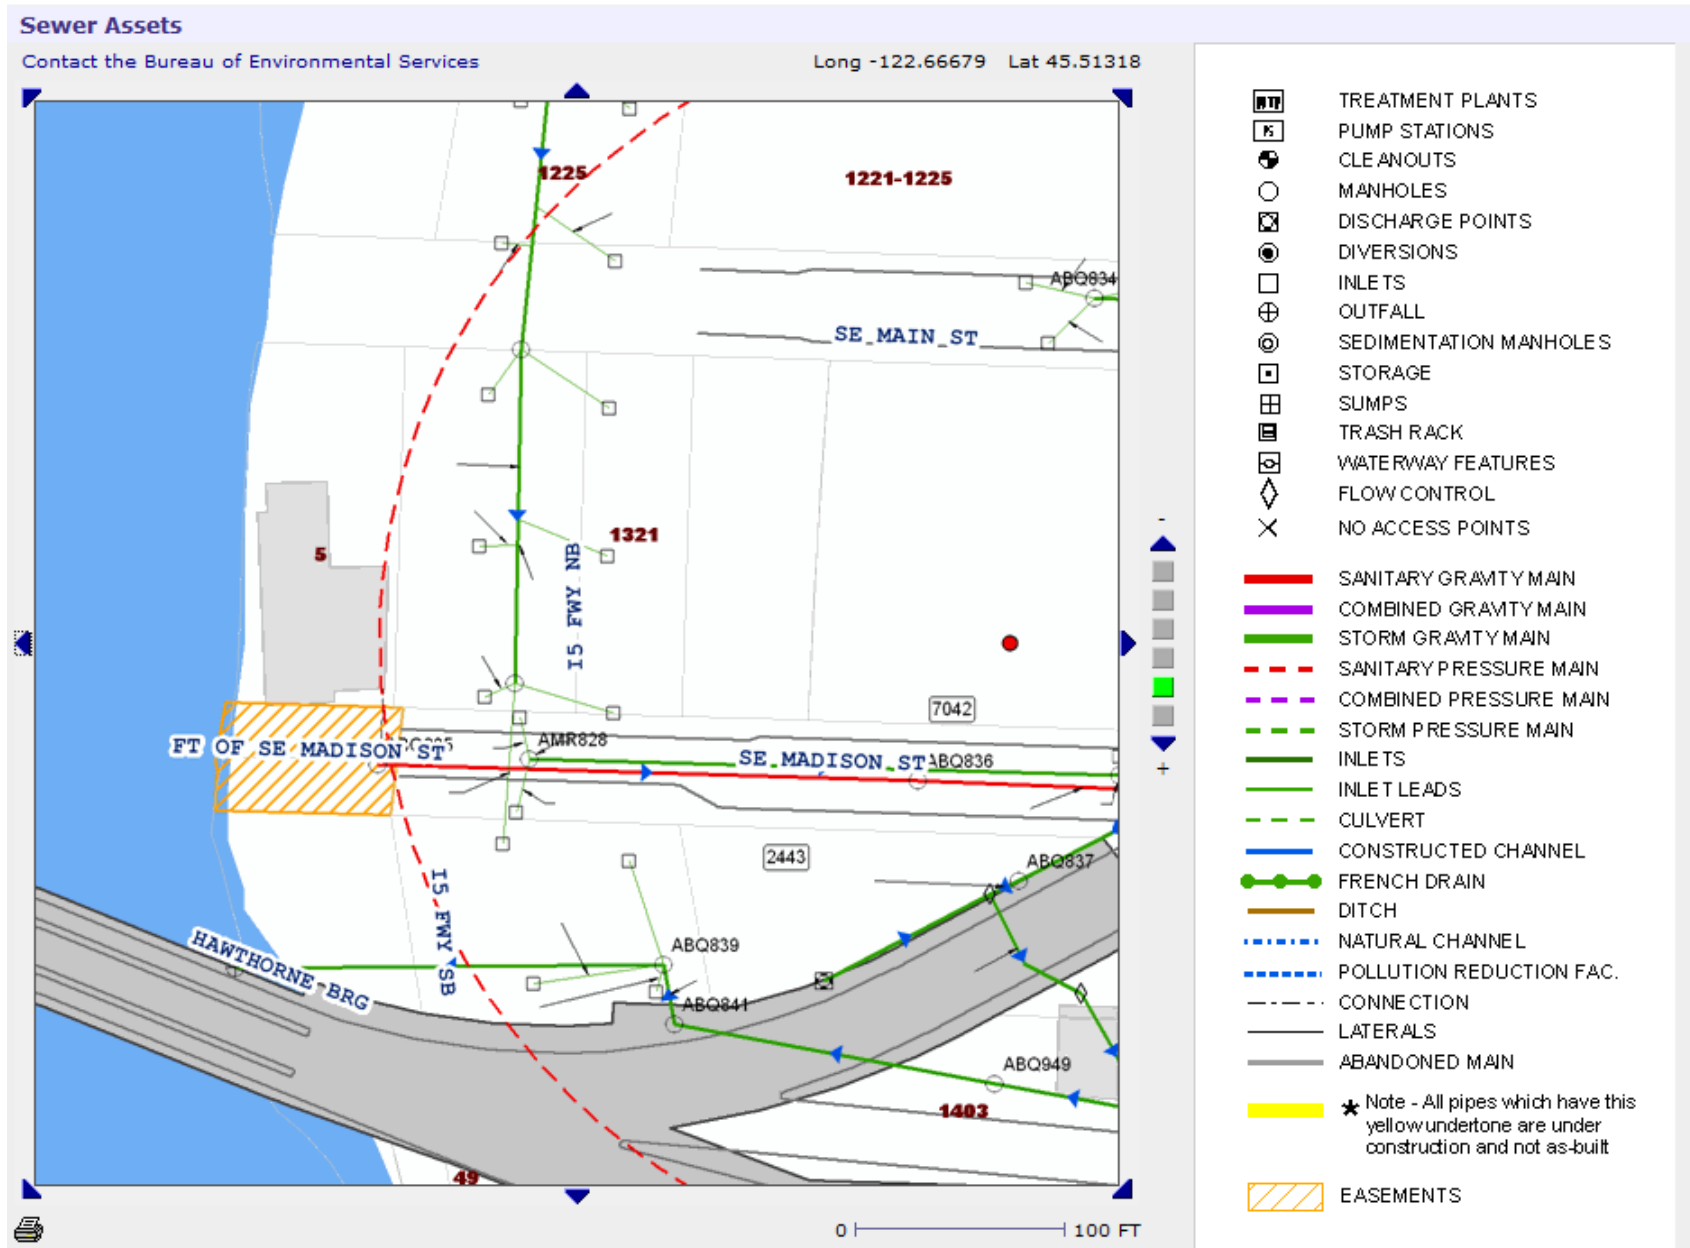 Sewer Assets
Contact the Bureau of Environmental Services
Long -122.66679 Lat 45.51318
1225
1221-1225
ABQ834
SE MAIN ST
1321
5
I5 FWY NB
7042
FT OF SE MADISON ST
AMR828
SE MADISON ST
ABQ836
2443
ABQ837
I5 FWY SB
HAWTHORNE BRG
ABQ839
ABQ841
ABQ949
1403
49
-
+
0 100 FT
TREATMENT PLANTS
PS PUMP STATIONS
CLEANOUTS
MANHOLES
DISCHARGE POINTS
DIVERSIONS
INLETS
OUTFALL
SEDIMENTATION MANHOLES
STORAGE
SUMPS
TRASH RACK
WATERWAY FEATURES
FLOW CONTROL
NO ACCESS POINTS
SANITARY GRAVITY MAIN
COMBINED GRAVITY MAIN
STORM GRAVITY MAIN
SANITARY PRESSURE MAIN
COMBINED PRESSURE MAIN
STORM PRESSURE MAIN
INLETS
INLET LEADS
CULVERT
CONSTRUCTED CHANNEL
FRENCH DRAIN
DITCH
NATURAL CHANNEL
POLLUTION REDUCTION FAC.
CONNECTION
LATERALS
ABANDONED MAIN
* Note - All pipes which have this
yellow undertone are under
construction and not as-built
EASEMENTS